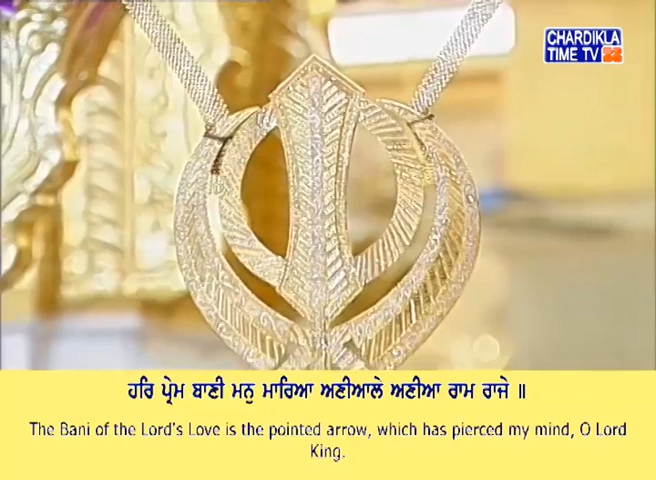 CHARDIKLA
TIME TV
ਹਰਿ ਪ੍ਰੇਮ ਬਾਣੀ ਮਨੁ ਮਾਰਿਆ ਅਣੀਆਲੇ ਅਣੀਆ ਰਾਮ ਰਾਜੇ ॥
The Bani of the Lord's Love is the pointed arrow, which has pierced my mind, O Lord
King.